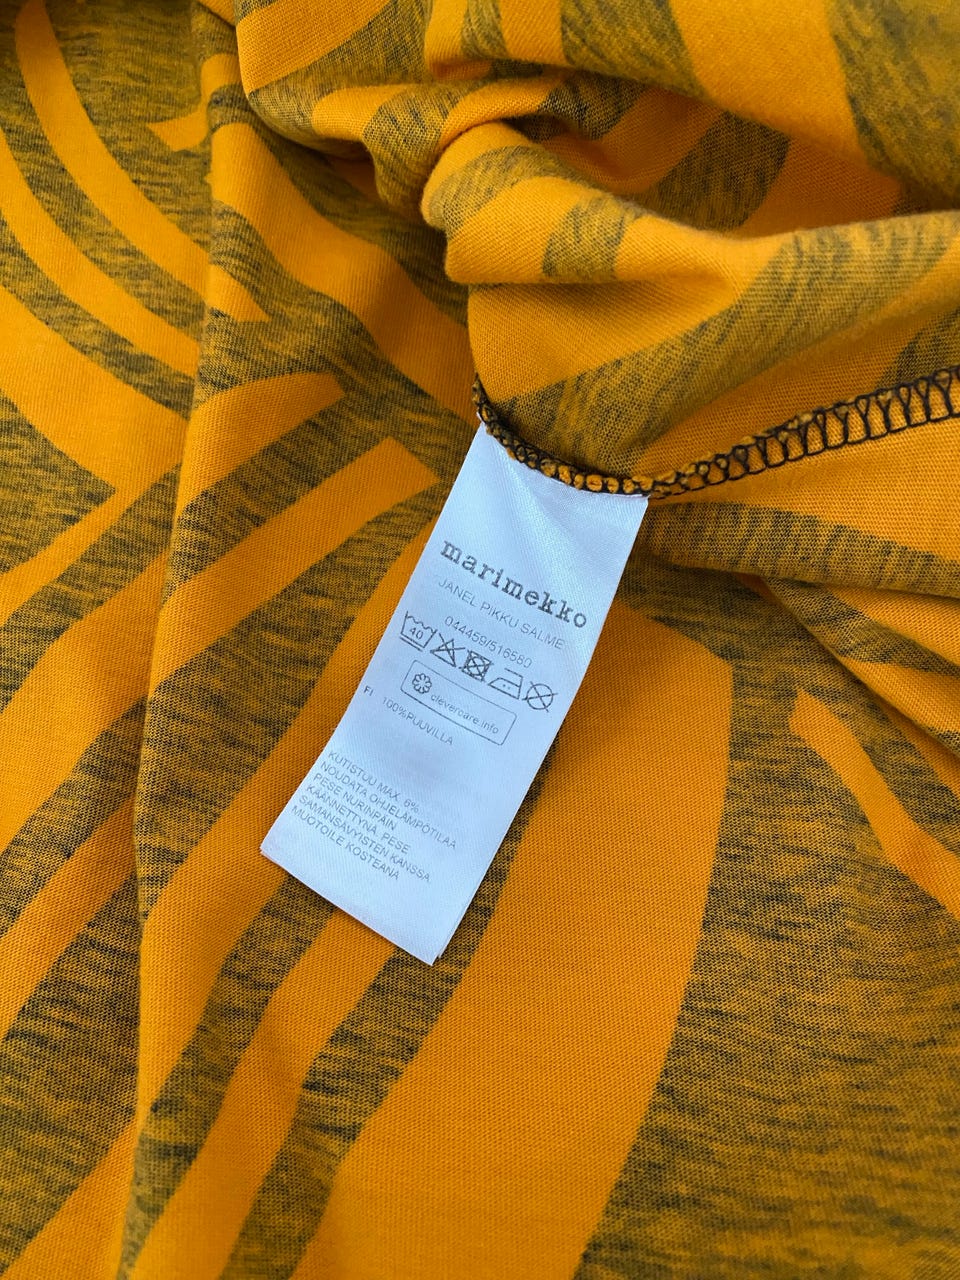 marimekko
JANEL PIKKU SALME
044459/516580
40
clevercare.info
FI 100%PUUVILLA
KUTISTUU MAX. 6%
NOUDATA OHJELÄMPÖTILAA
PESE NURINPÄIN
KÄÄNNETTYNÄ. PESE
SAMANSÄVYISTEN KANSSA.
MUOTOILE KOSTEANA